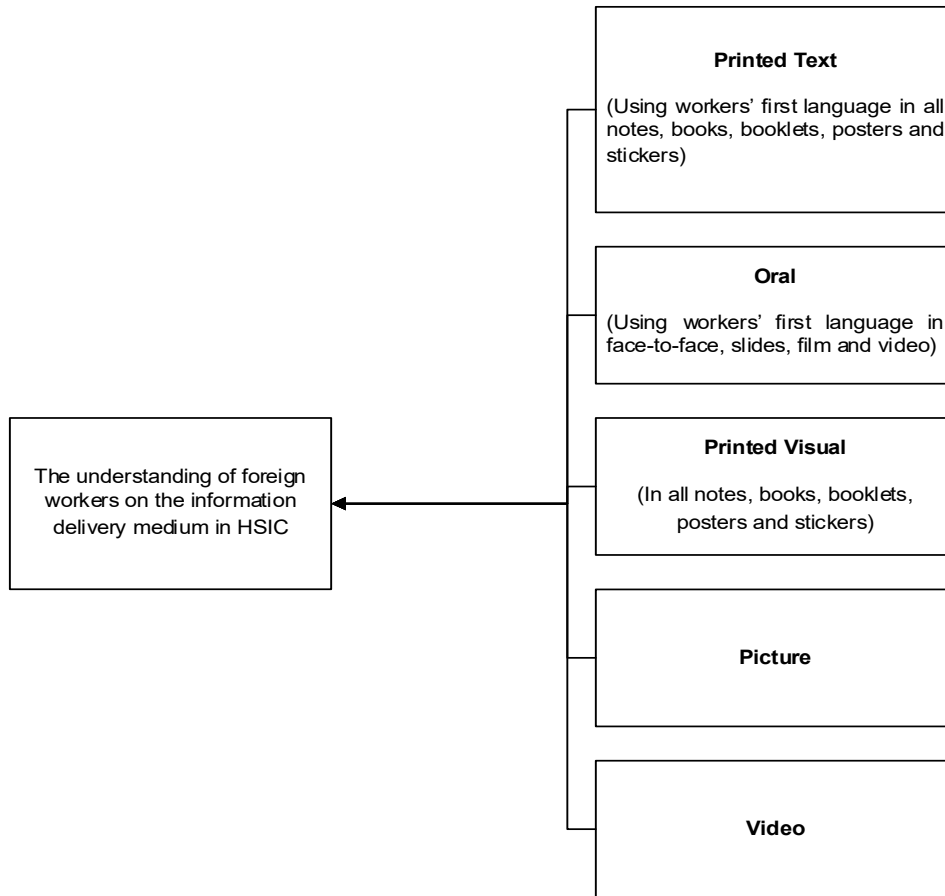 Printed Text
(Using workers’ first language in all
notes, books, booklets, posters and
stickers)
Oral
(Using workers’ first language in
face-to-face, slides, film and video)
The understanding of foreign
workers on the information
delivery medium in HSIC
Printed Visual
(In all notes, books, booklets,
posters and stickers)
Picture
Video